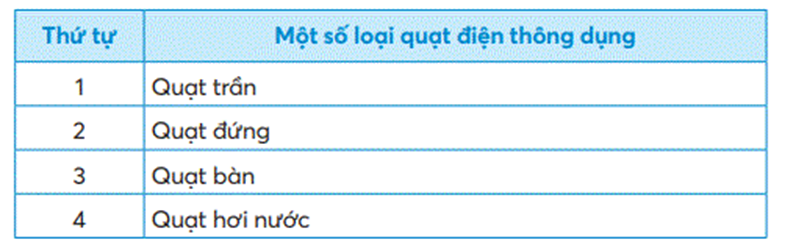 Thứ tự Một số loại quạt điện thông dụng
1 Quạt trần
2 Quạt đứng
3 Quạt bàn
4 Quạt hơi nước